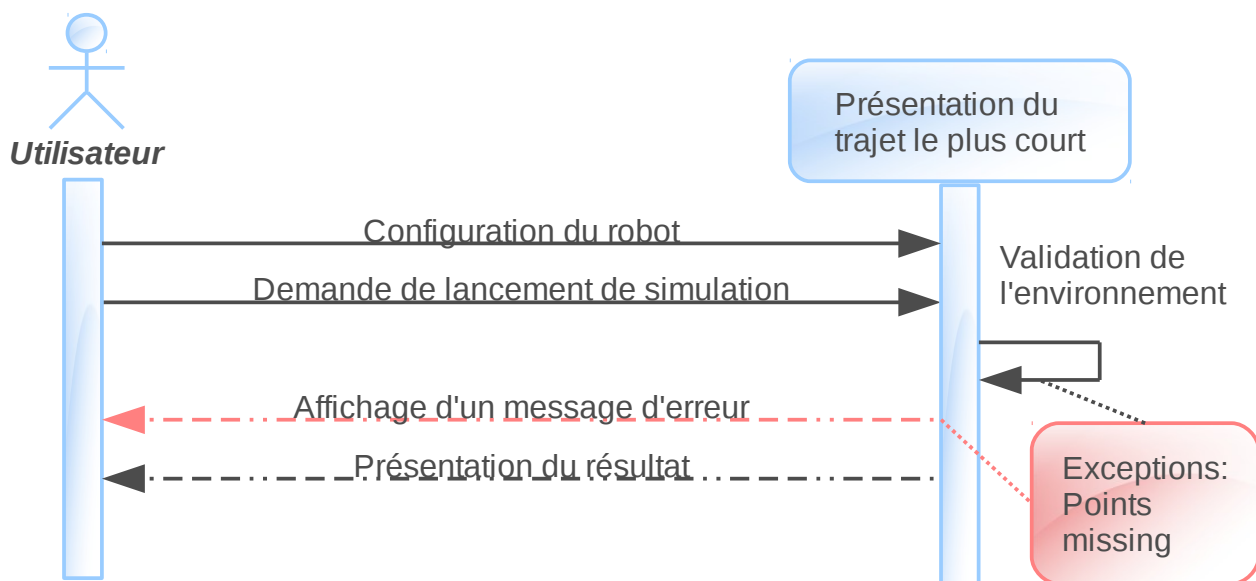 Utilisateur
Présentation du
trajet le plus court
Configuration du robot
Demande de lancement de simulation
Validation de
l'environnement
Affichage d'un message d'erreur
Présentation du résultat
Exceptions:
Points
missing